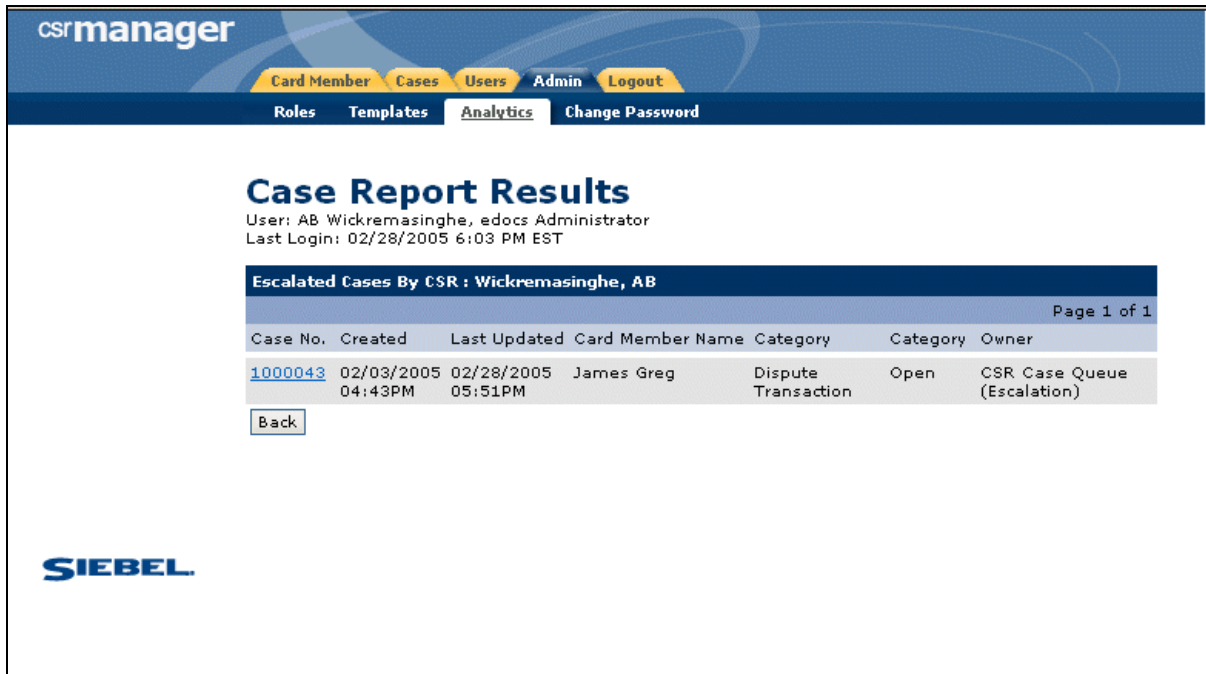 csrmanager
Card Member Cases Users Admin Logout
Roles Templates Analytics Change Password
Case Report Results
User: AB Wickremasinghe, edocs Administrator
Last Login: 02/28/2005 6:03 PM EST
Escalated Cases By CSR : Wickremasinghe, AB
Page 1 of 1
Case No. Created Last Updated Card Member Name Category Category Owner
1000043 02/03/2005 02/28/2005 James Greg Dispute Open CSR Case Queue
04:43PM 05:51PM Transaction (Escalation)
Back
SIEBEL.